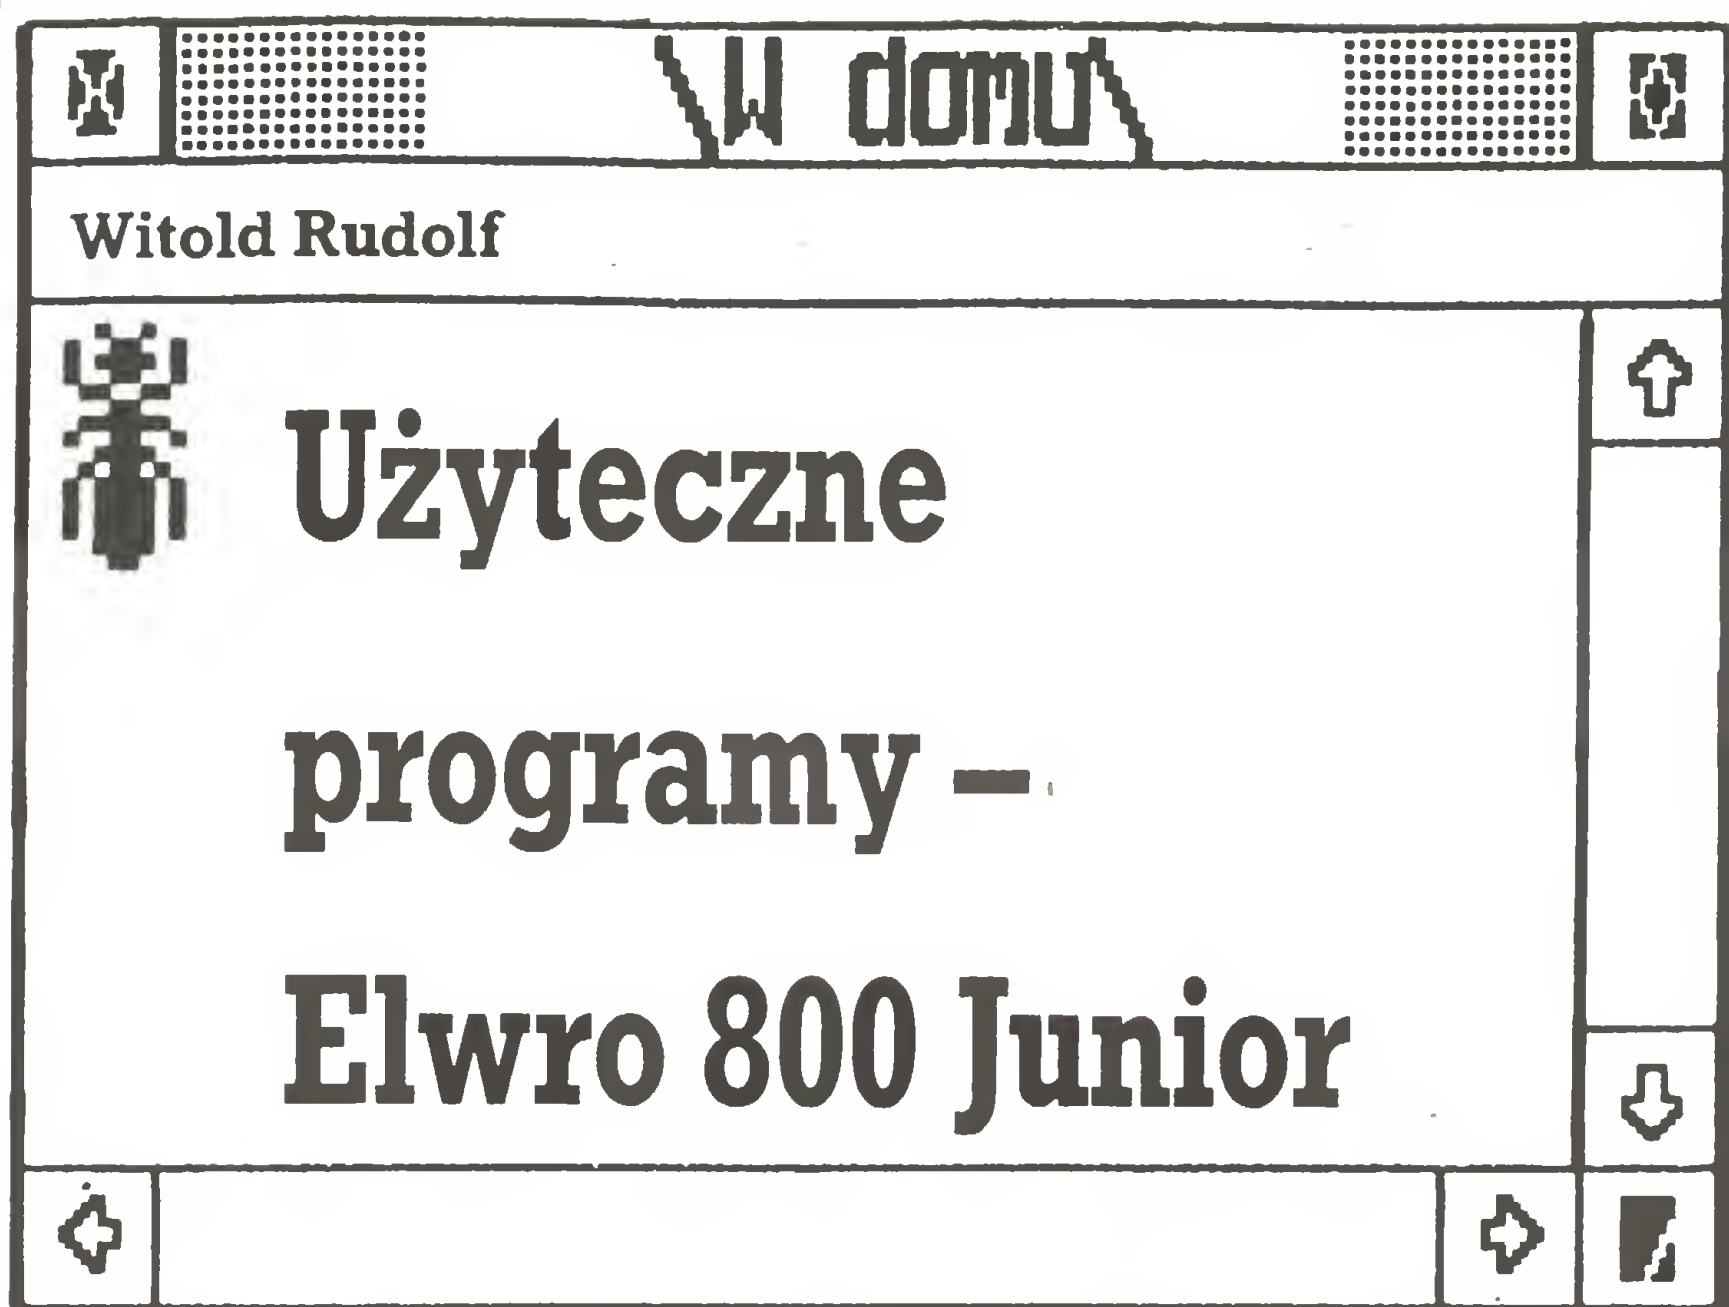 \W domu\
Witold Rudolf
Użyteczne
programy –
Elwro 800 Junior